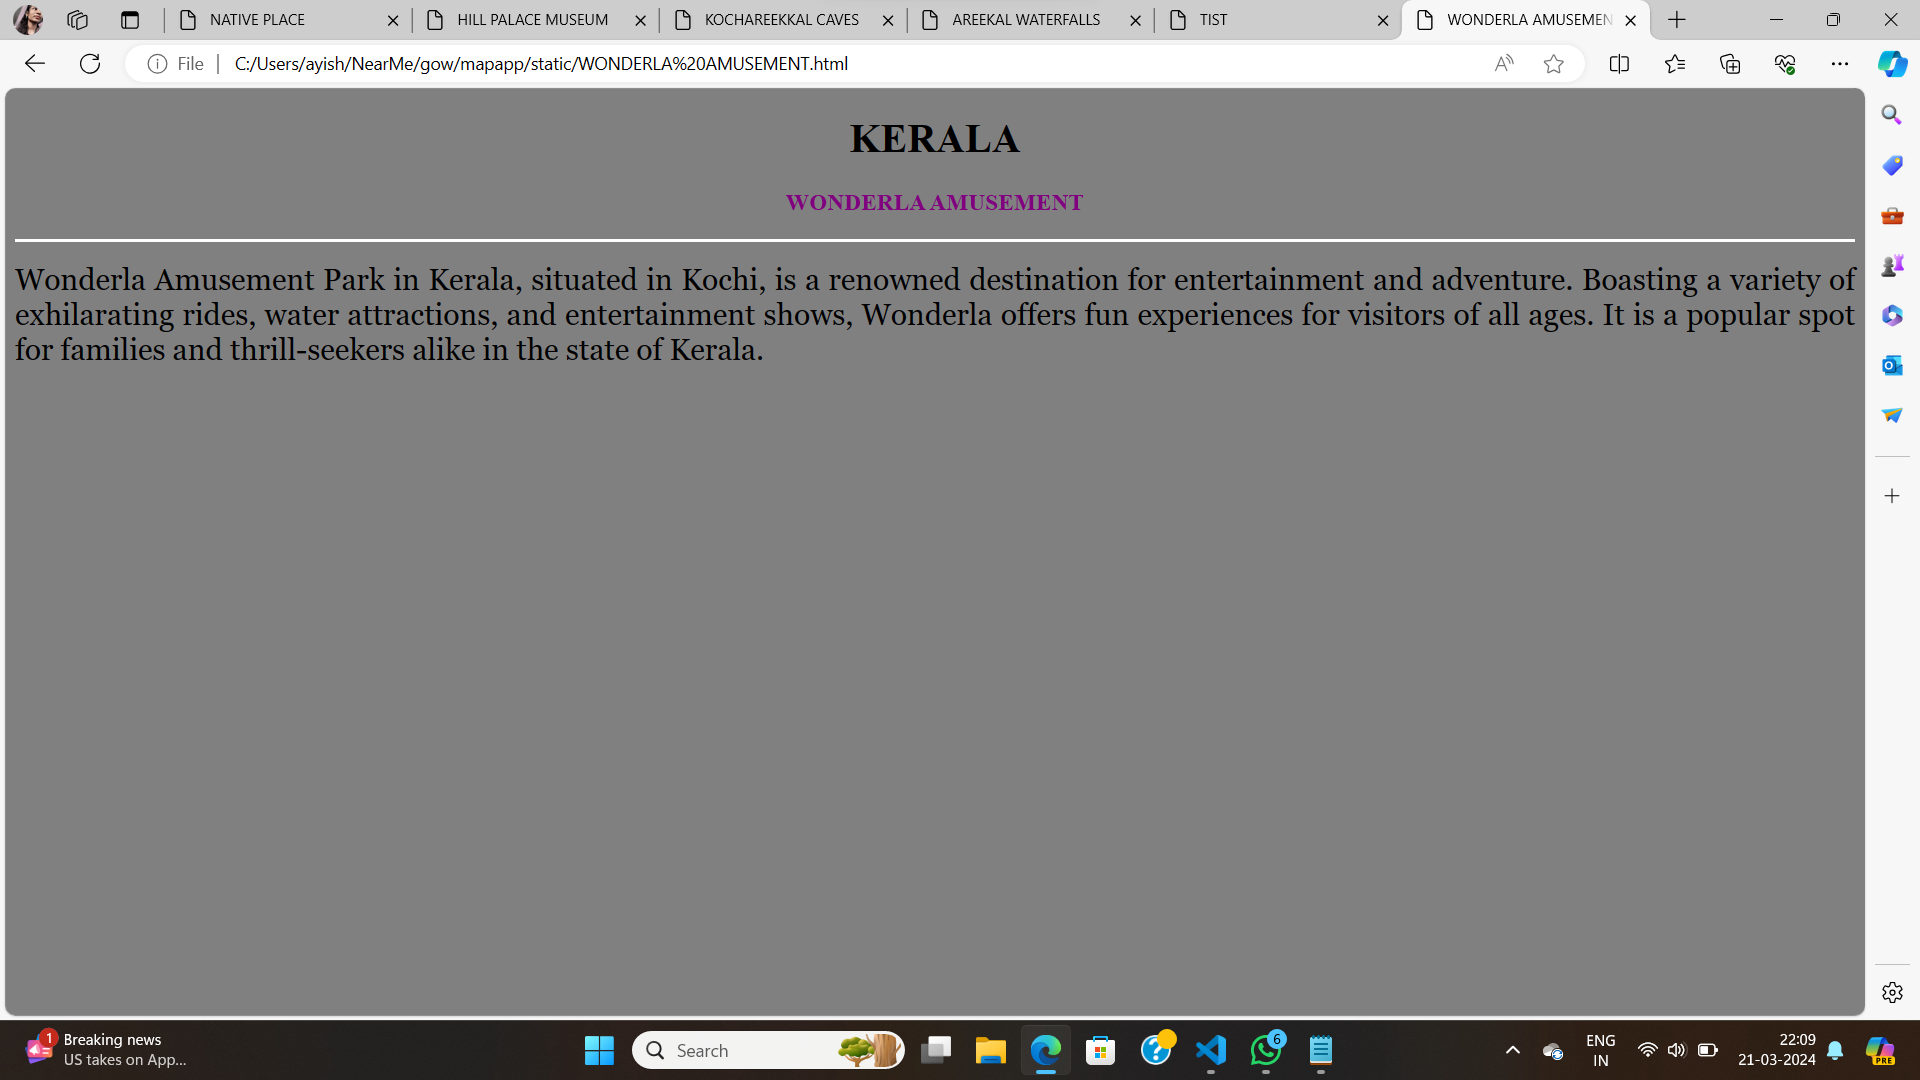 NATIVE PLACE
HILL PALACE MUSEUM
KOCHAREEKKAL CAVES
AREEKAL WATERFALLS
TIST
WONDERLA AMUSEMEN
File
C:/Users/ayish/NearMe/gow/mapapp/static/WONDERLA%20AMUSEMENT.html
KERALA
WONDERLA AMUSEMENT
Wonderla Amusement Park in Kerala, situated in Kochi, is a renowned destination for entertainment and adventure. Boasting a variety of
exhilarating rides, water attractions, and entertainment shows, Wonderla offers fun experiences for visitors of all ages. It is a popular spot
for families and thrill-seekers alike in the state of Kerala.
1
Breaking news
US takes on App...
Search
6
ENG
IN
22:09
21-03-2024
PRE